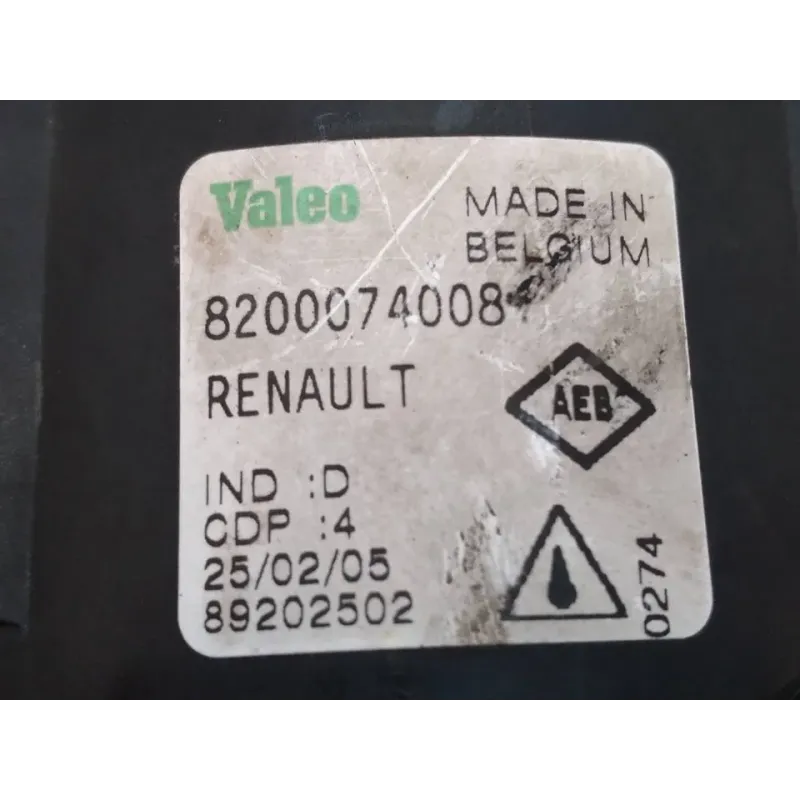 Valeo
MADE IN
BELGIUM
8200074008
RENAULT
AEB
IND :D
CDP :4
25/02/05
89202502
0274